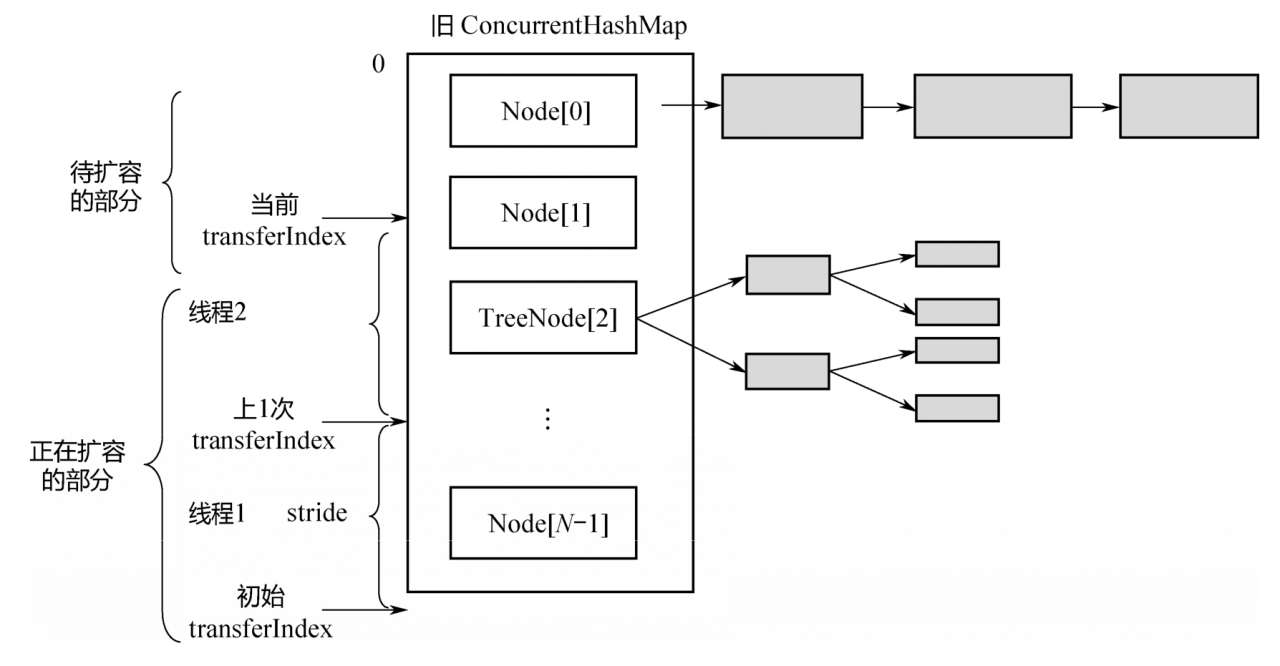 旧 ConcurrentHashMap
0
Node[0]
待扩容
的部分
当前
transferIndex
Node[1]
线程2
TreeNode[2]
上1次
transferIndex
⋮
正在扩容
的部分
线程1
stride
Node[N-1]
初始
transferIndex